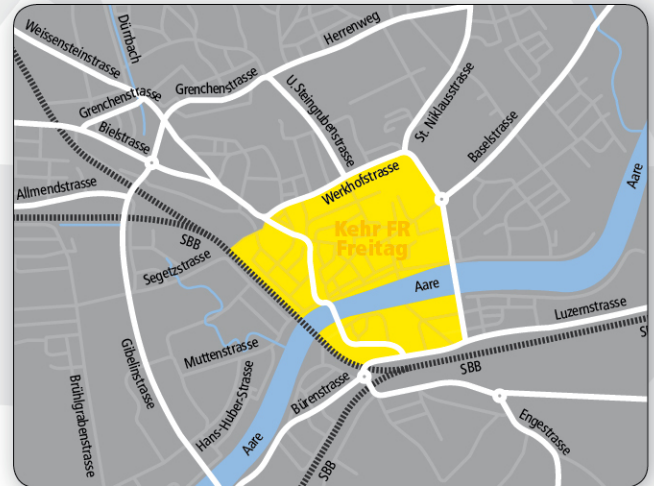 Weissensteinstrasse
Dürrbach
Herrenweg
Grenchenstrasse
Grenchenstrasse
U. Steingrubenstrasse
St. Niklausstrasse
Bielstrasse
Baselstrasse
Werkhofstrasse
Aare
Allmendstrasse
Kehr FR
Freitag
SBB
Segetzstrasse
Aare
Luzernstrasse
S
Muttenstrasse
Gibelinstrasse
SBB
Bürenstrasse
Hans-Huber-Strasse
Brühlgrabenstrasse
Engestrasse
Aare
SBB